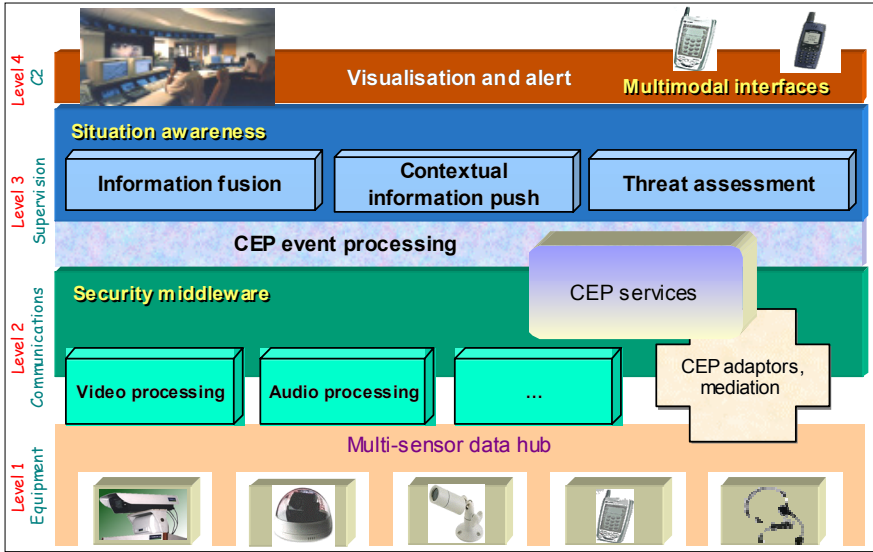 Level 4
C2
Visualisation and alert
Multimodal interfaces
Level 3
Supervision
Situation awareness
Information fusion
Contextual
information push
Threat assessment
CEP event processing
CEP services
Level 2
Communications
Security middleware
Video processing
Audio processing
...
CEP adaptors,
mediation
Level 1
Equipment
Multi-sensor data hub